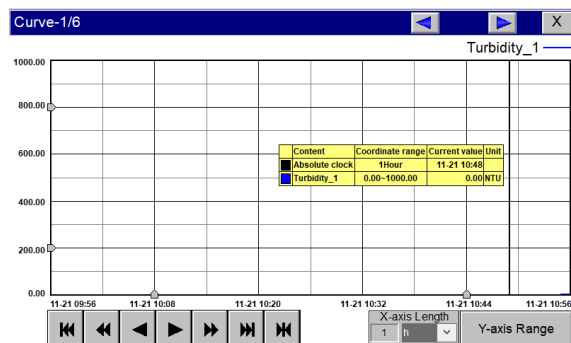 Curve-1/6
X
Turbidity_1
1000.00
800.00
600.00
400.00
200.00
0.00
Content Coordinate range Current value Unit
Absolute clock 1Hour 11-21 10:48
Turbidity_1 0.00~1000.00 0.00 NTU
11-21 09:56 11-21 10:08 11-21 10:20 11-21 10:32 11-21 10:44 11-21 10:56
X-axis Length
1 h
Y-axis Range